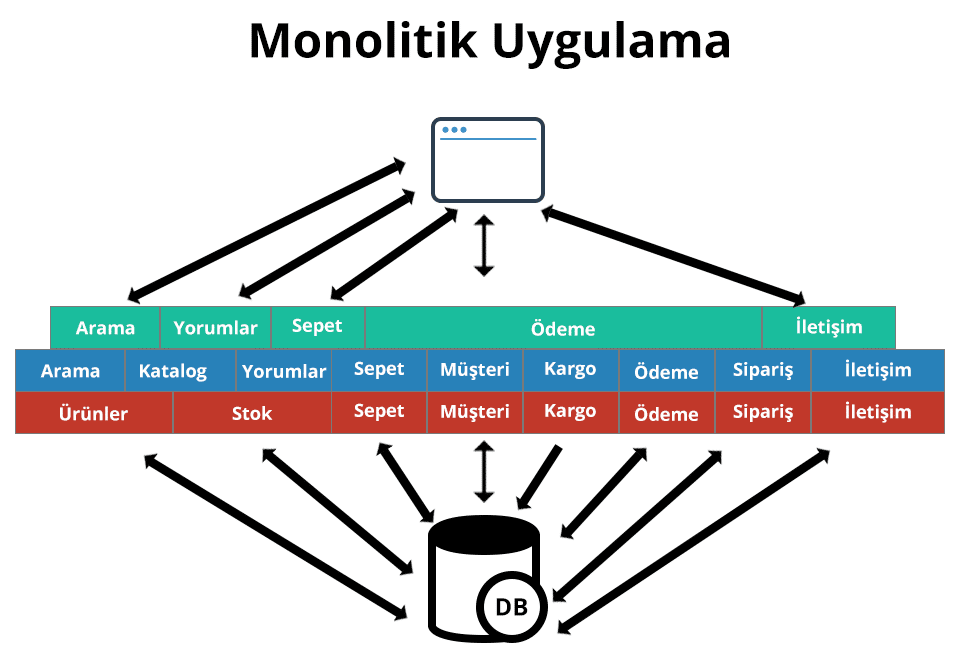 Monolitik Uygulama
Arama Yorumlar Sepet Ödeme İletişim
Arama Katalog Yorumlar Sepet Müşteri Kargo Ödeme Sipariş İletişim
Ürünler Stok Sepet Müşteri Kargo Ödeme Sipariş İletişim
DB